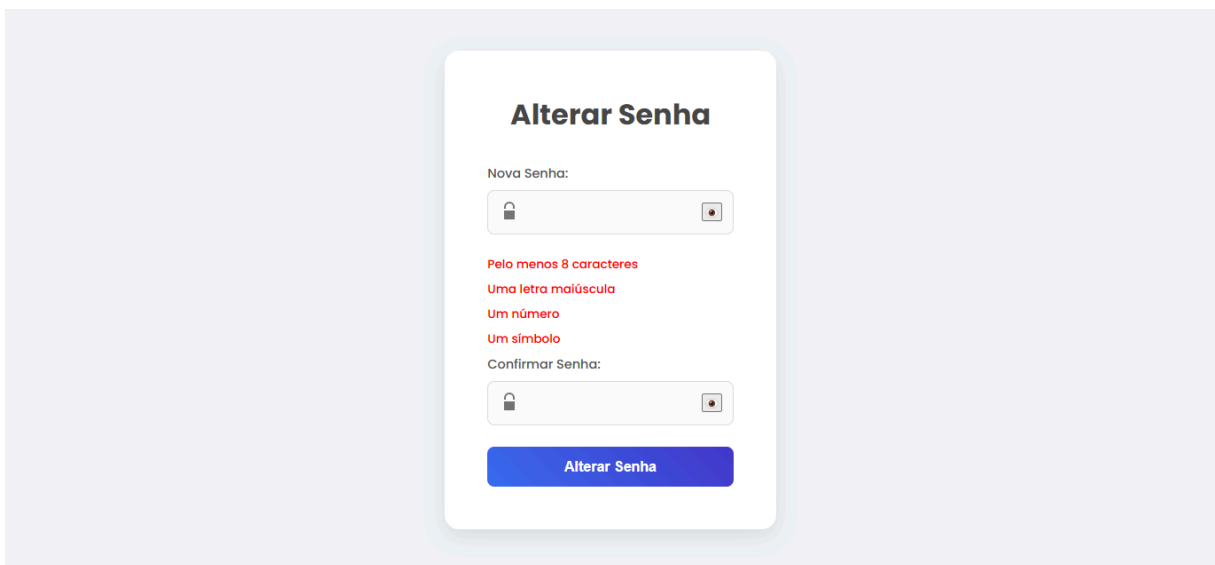 Alterar Senha
Nova Senha:
Pelo menos 8 caracteres
Uma letra maiúscula
Um número
Um símbolo
Confirmar Senha:
Alterar Senha